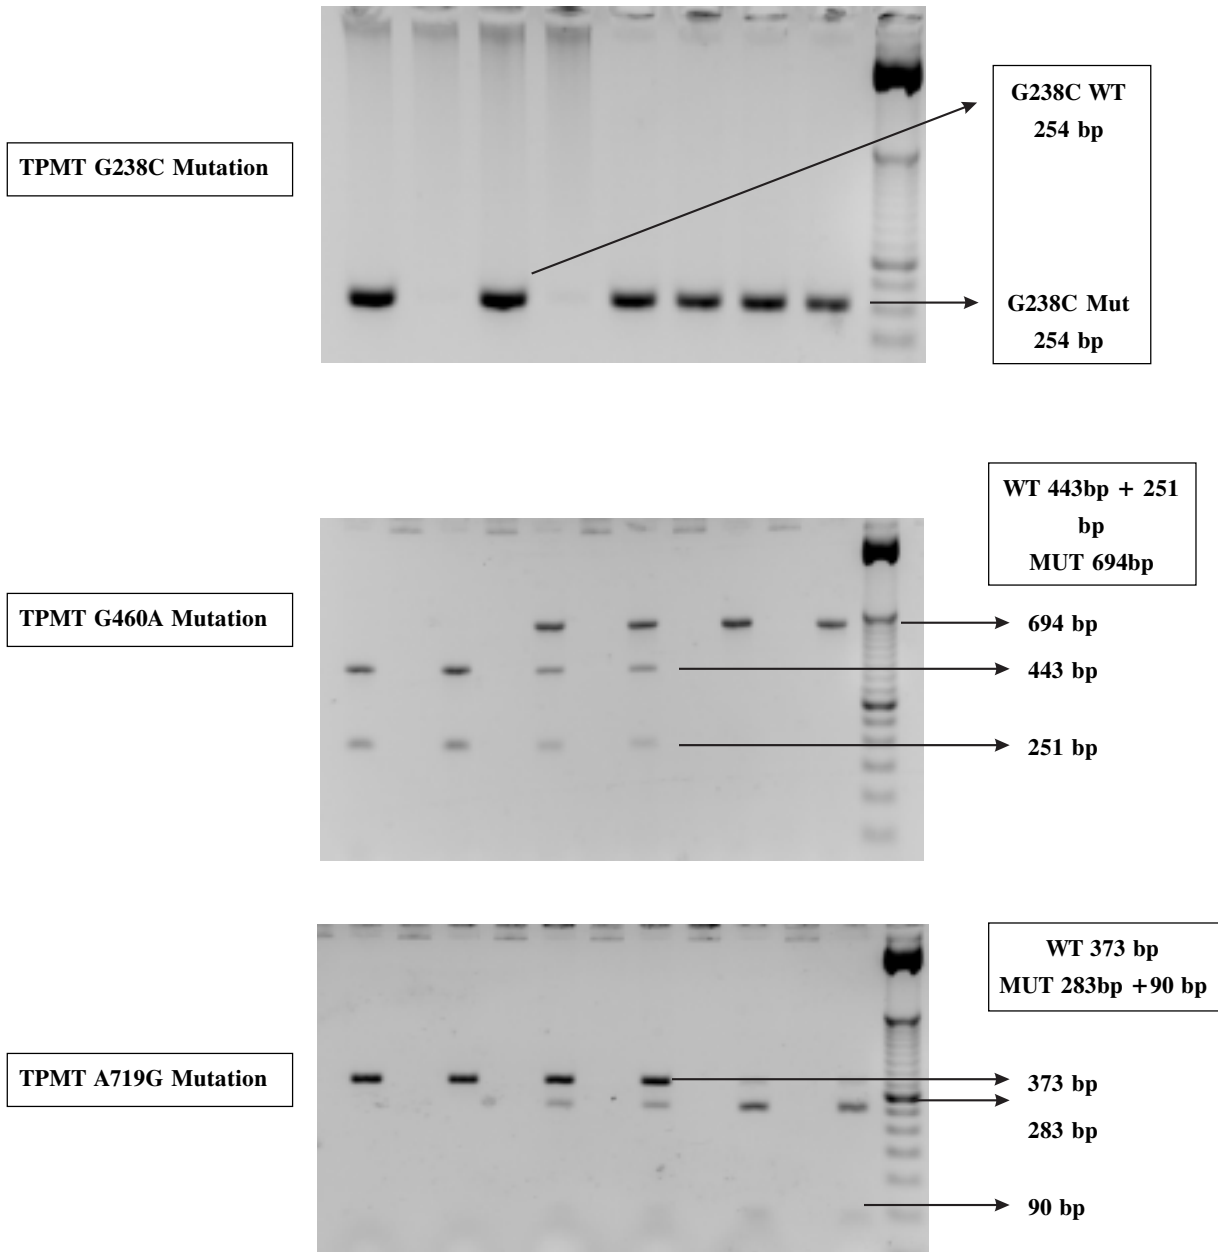 TPMT G238C Mutation
G238C WT
254 bp
G238C Mut
254 bp
WT 443bp + 251
bp
MUT 694bp
TPMT G460A Mutation
694 bp
443 bp
251 bp
WT 373 bp
MUT 283bp +90 bp
TPMT A719G Mutation
373 bp
283 bp
90 bp